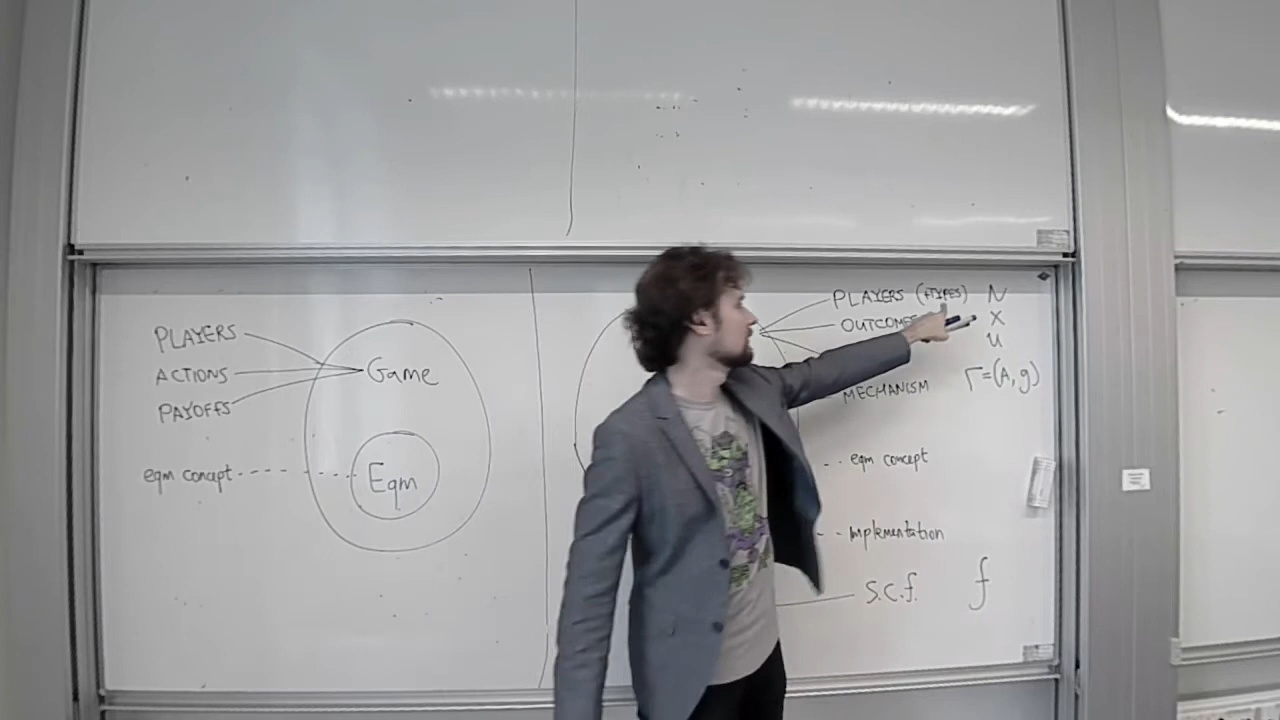 PLAYERS
ACTIONS
PAYOFFS
eqm concept
Game
Eqm
PLAYERS (+TYPES) N
OUTCOMES X
u
MECHANISM Γ=(A,g)
eqm concept
implementation
S.C.f. f